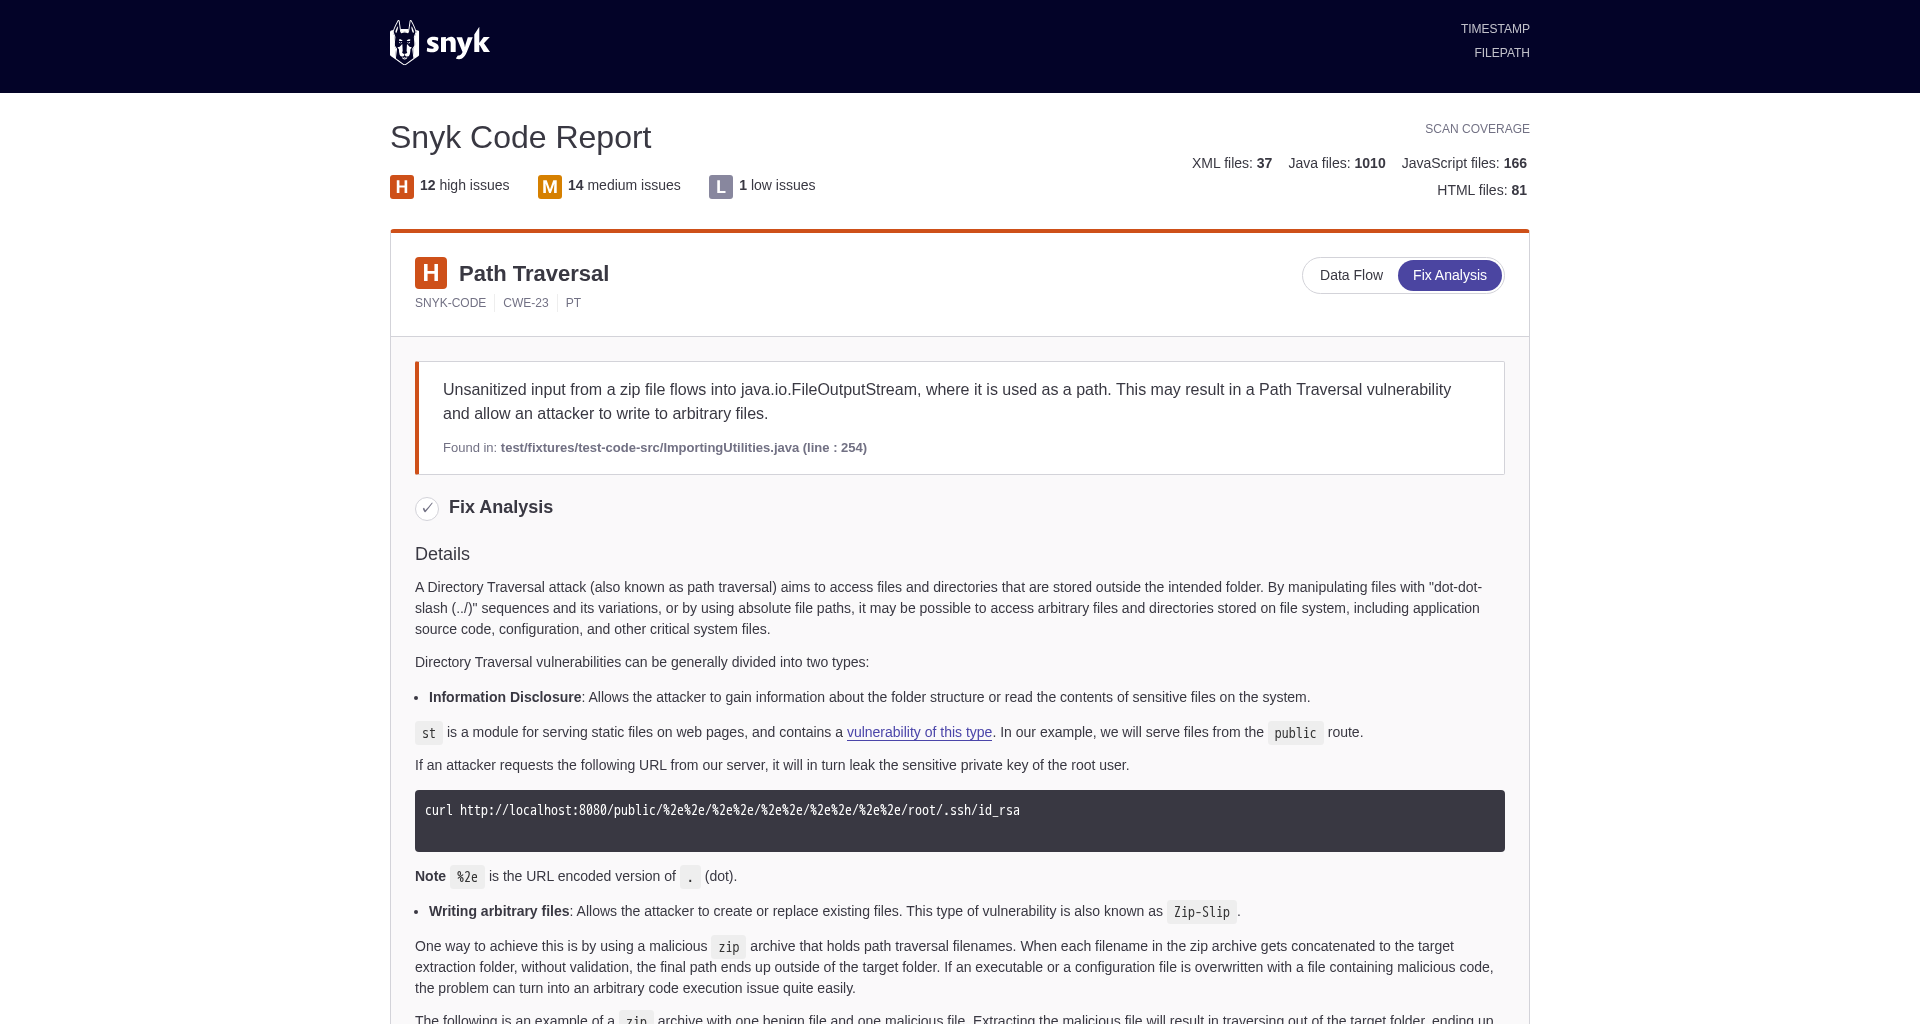 snyk
TIMESTAMP
FILEPATH
Snyk Code Report
SCAN COVERAGE
XML files: 37 Java files: 1010 JavaScript files: 166
HTML files: 81
H 12 high issues M 14 medium issues L 1 low issues
H Path Traversal
Data Flow Fix Analysis
SNYK-CODE CWE-23 PT
Unsanitized input from a zip file flows into java.io.FileOutputStream, where it is used as a path. This may result in a Path Traversal vulnerability
and allow an attacker to write to arbitrary files.
Found in: test/fixtures/test-code-src/ImportingUtilities.java (line : 254)
✓ Fix Analysis
Details
A Directory Traversal attack (also known as path traversal) aims to access files and directories that are stored outside the intended folder. By manipulating files with "dot-dot-
slash (../)" sequences and its variations, or by using absolute file paths, it may be possible to access arbitrary files and directories stored on file system, including application
source code, configuration, and other critical system files.
Directory Traversal vulnerabilities can be generally divided into two types:
• Information Disclosure: Allows the attacker to gain information about the folder structure or read the contents of sensitive files on the system.
st is a module for serving static files on web pages, and contains a vulnerability of this type. In our example, we will serve files from the public route.
If an attacker requests the following URL from our server, it will in turn leak the sensitive private key of the root user.
curl http://localhost:8080/public/%2e%2e/%2e%2e/%2e%2e/%2e%2e/%2e%2e/root/.ssh/id_rsa
Note %2e is the URL encoded version of . (dot).
• Writing arbitrary files: Allows the attacker to create or replace existing files. This type of vulnerability is also known as Zip-Slip.
One way to achieve this is by using a malicious zip archive that holds path traversal filenames. When each filename in the zip archive gets concatenated to the target
extraction folder, without validation, the final path ends up outside of the target folder. If an executable or a configuration file is overwritten with a file containing malicious code,
the problem can turn into an arbitrary code execution issue quite easily.
The following is an example of a zip archive with one benign file and one malicious file. Extracting the malicious file will result in traversing out of the target folder, ending up